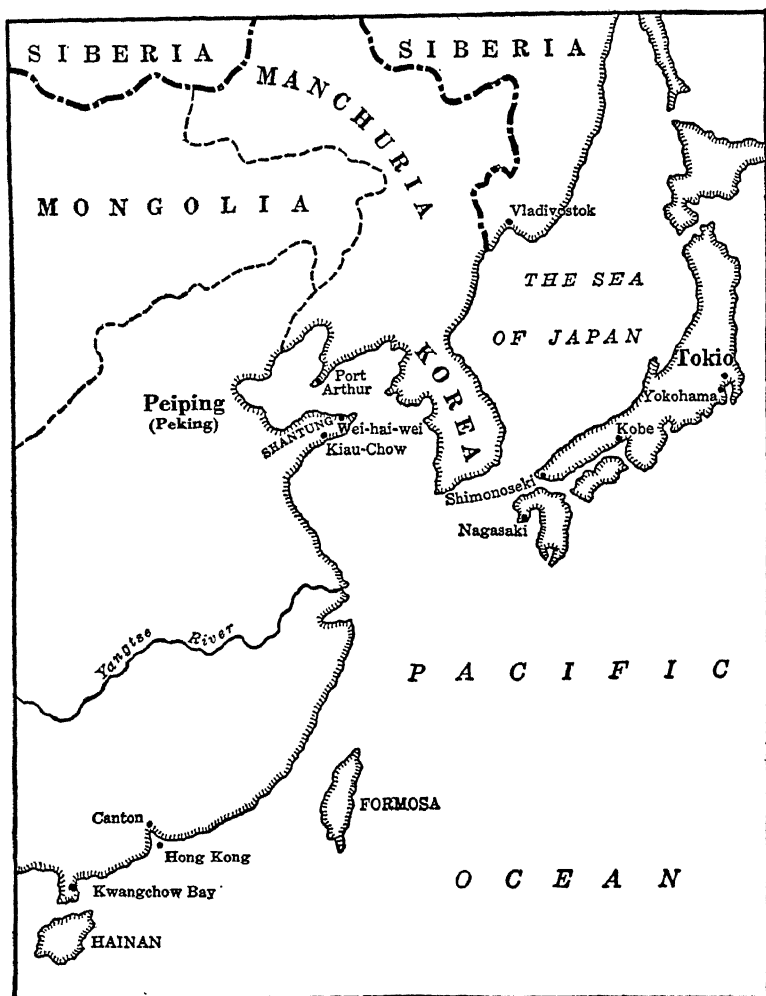 SIBERIA
SIBERIA
MANCHURIA
MONGOLIA
Vladivostok
THE SEA
OF JAPAN
KOREA
Tokio
Yokohama
Port
Arthur
Peiping
(Peking)
SHANTUNG
Wei-hai-wei
Kiau-Chow
Kobe
Shimonoseki
Nagasaki
Yangtse River
PACIFIC
FORMOSA
Canton
Hong Kong
OCEAN
Kwangchow Bay
HAINAN